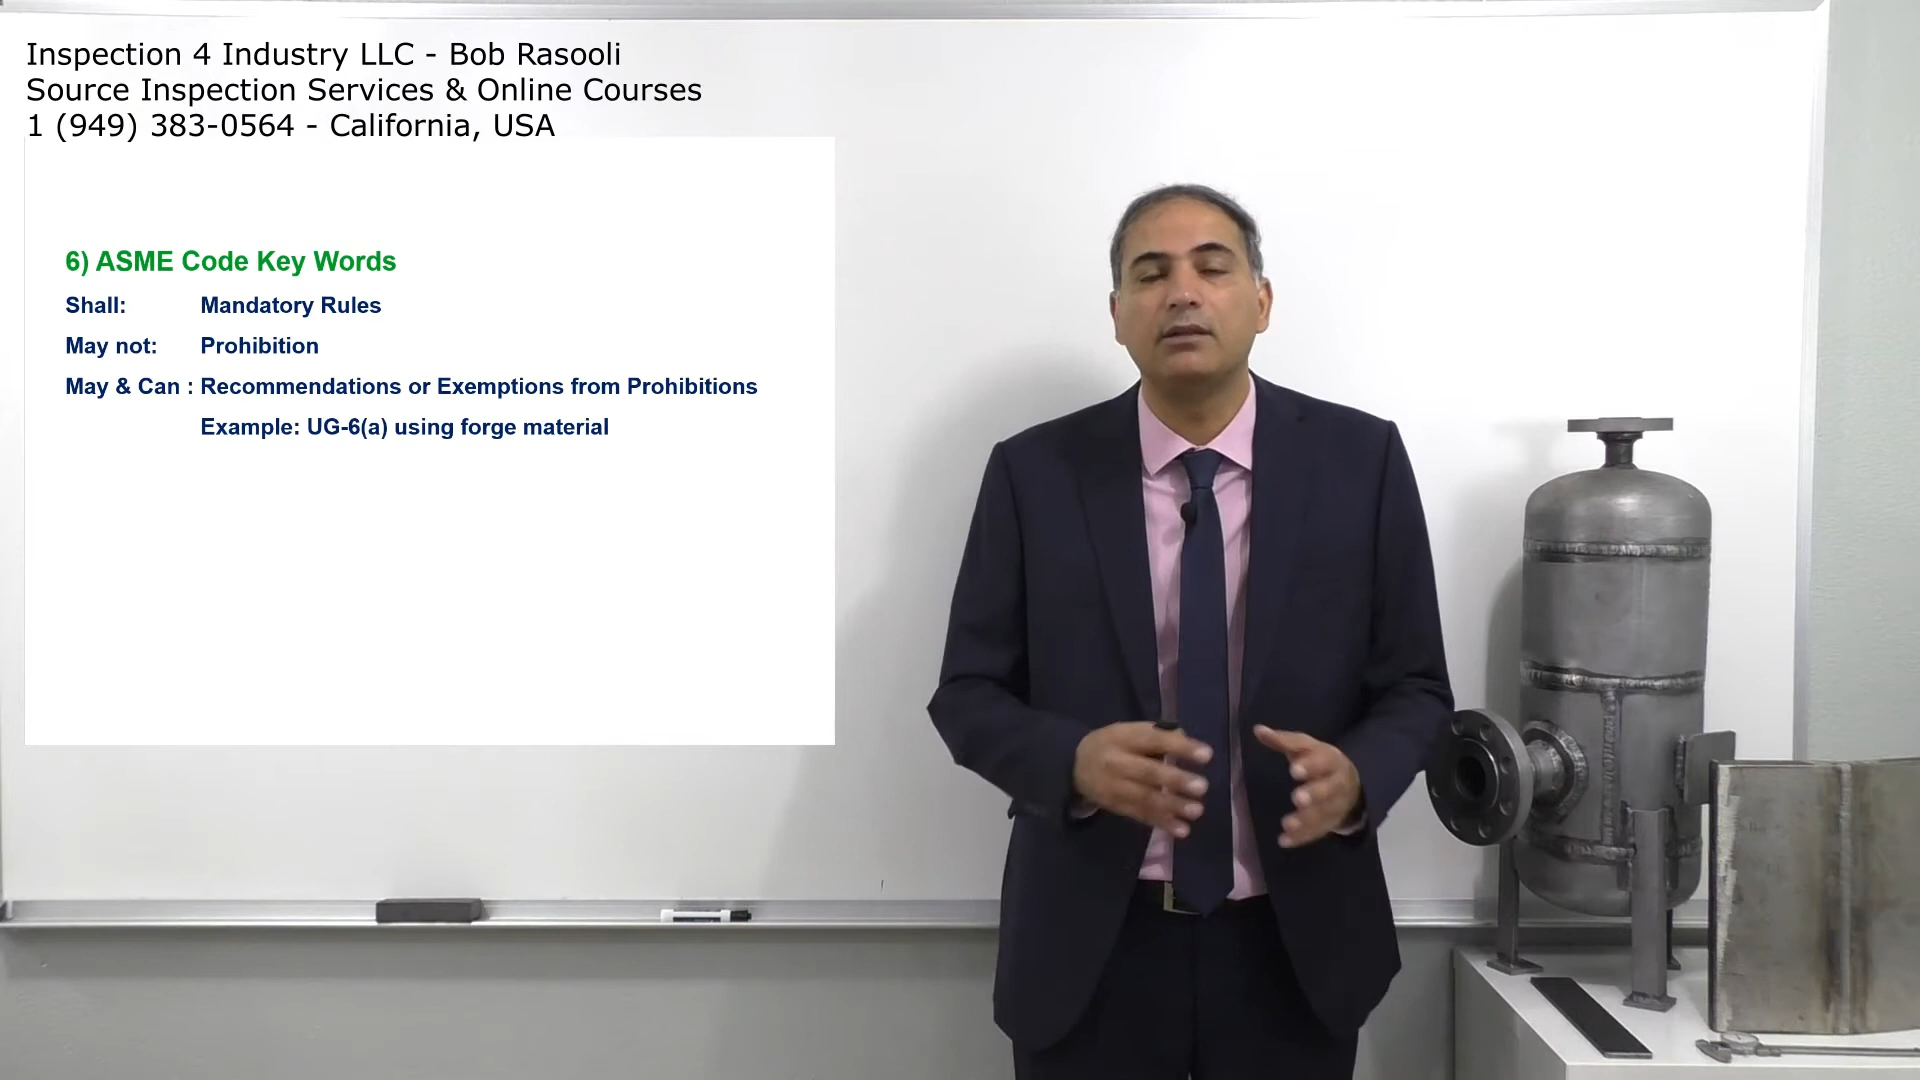 Inspection 4 Industry LLC - Bob Rasooli
Source Inspection Services & Online Courses
1 (949) 383-0564 - California, USA
6) ASME Code Key Words
Shall: Mandatory Rules
May not: Prohibition
May & Can : Recommendations or Exemptions from Prohibitions
Example: UG-6(a) using forge material